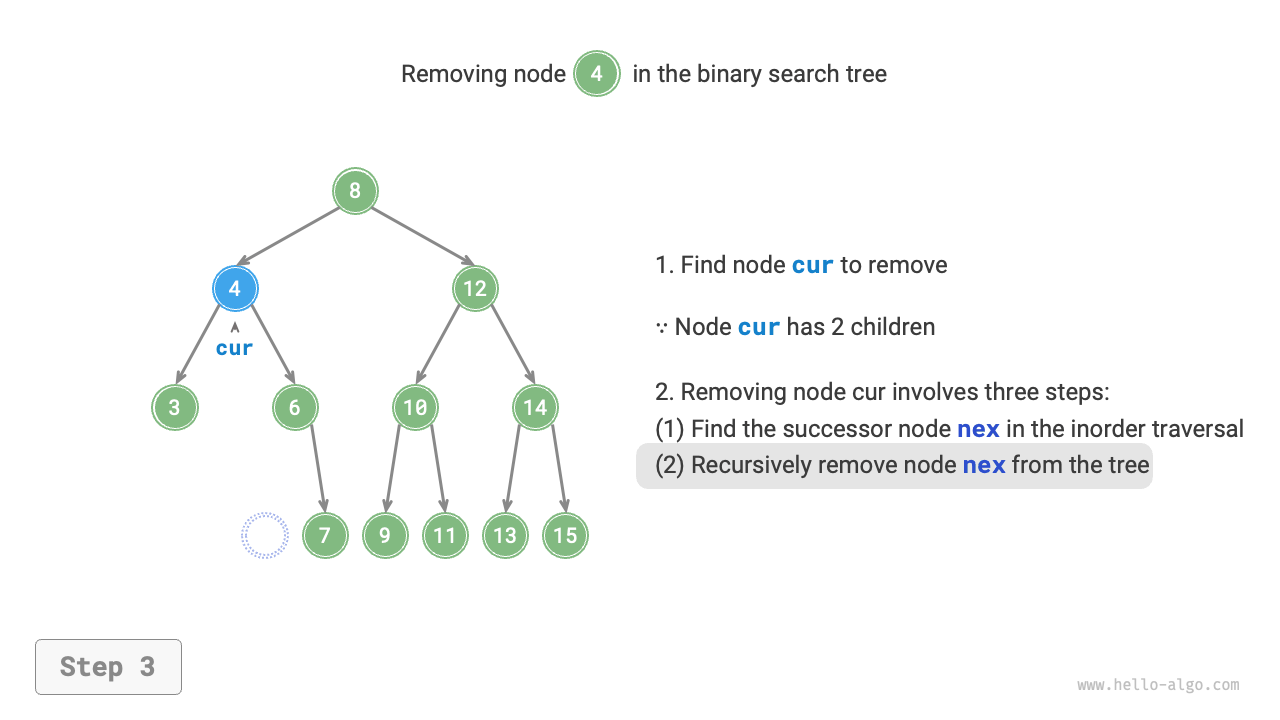 Removing node 4 in the binary search tree
8
4
12
cur
3
6
10
14
7
9
11
13
15
1. Find node cur to remove
∵ Node cur has 2 children
2. Removing node cur involves three steps:
(1) Find the successor node nex in the inorder traversal
(2) Recursively remove node nex from the tree
Step 3
www.hello-algo.com